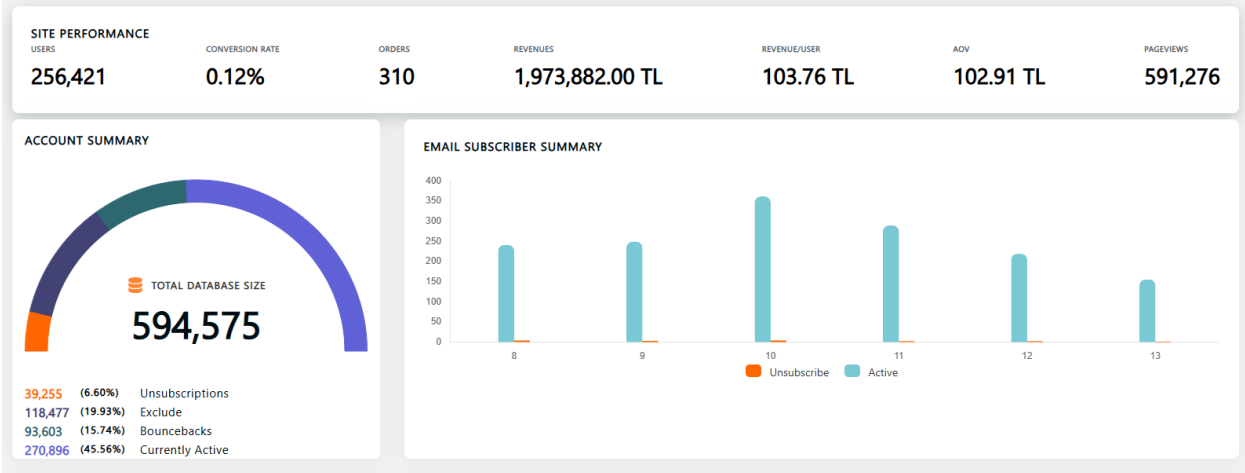 SITE PERFORMANCE
USERS CONVERSION RATE ORDERS REVENUES REVENUE/USER AOV PAGEVIEWS
256,421 0.12% 310 1,973,882.00 TL 103.76 TL 102.91 TL 591,276
ACCOUNT SUMMARY
TOTAL DATABASE SIZE
594,575
39,255 (6.60%) Unsubscriptions
118,477 (19.93%) Exclude
93,603 (15.74%) Bouncebacks
270,896 (45.56%) Currently Active
EMAIL SUBSCRIBER SUMMARY
400
350
300
250
200
150
100
50
0
8 9 10 11 12 13
Unsubscribe Active